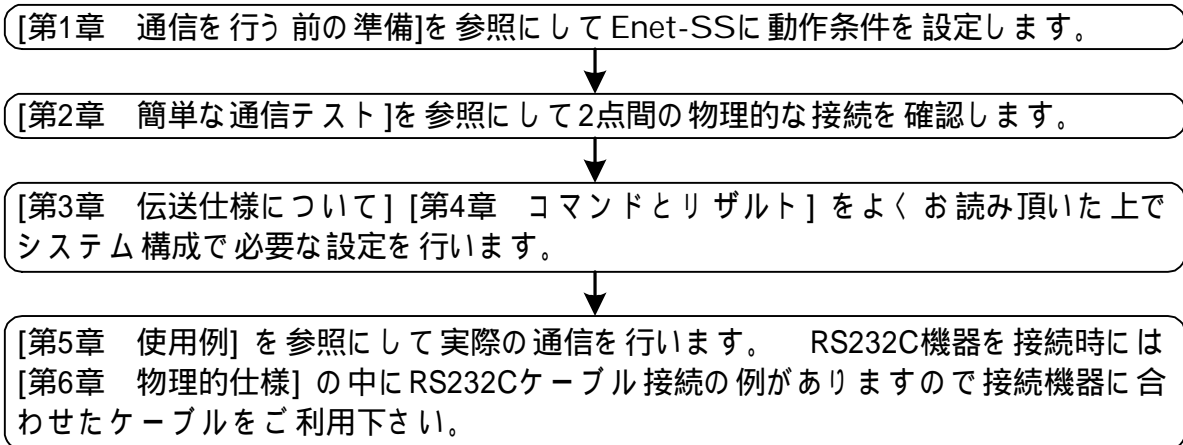 [第1章　通信を行う前の準備]を参照にしてEnet-SSに動作条件を設定します。
[第2章　簡単な通信テスト]を参照にして2点間の物理的な接続を確認します。
[第3章　伝送仕様について] [第4章　コマンドとリザルト] をよくお読み頂いた上で
システム構成で必要な設定を行います。
[第5章　使用例] を参照にして実際の通信を行います。　RS232C機器を接続時には
[第6章　物理的仕様] の中にRS232Cケーブル接続の例がありますので接続機器に合
わせたケーブルをご利用下さい。